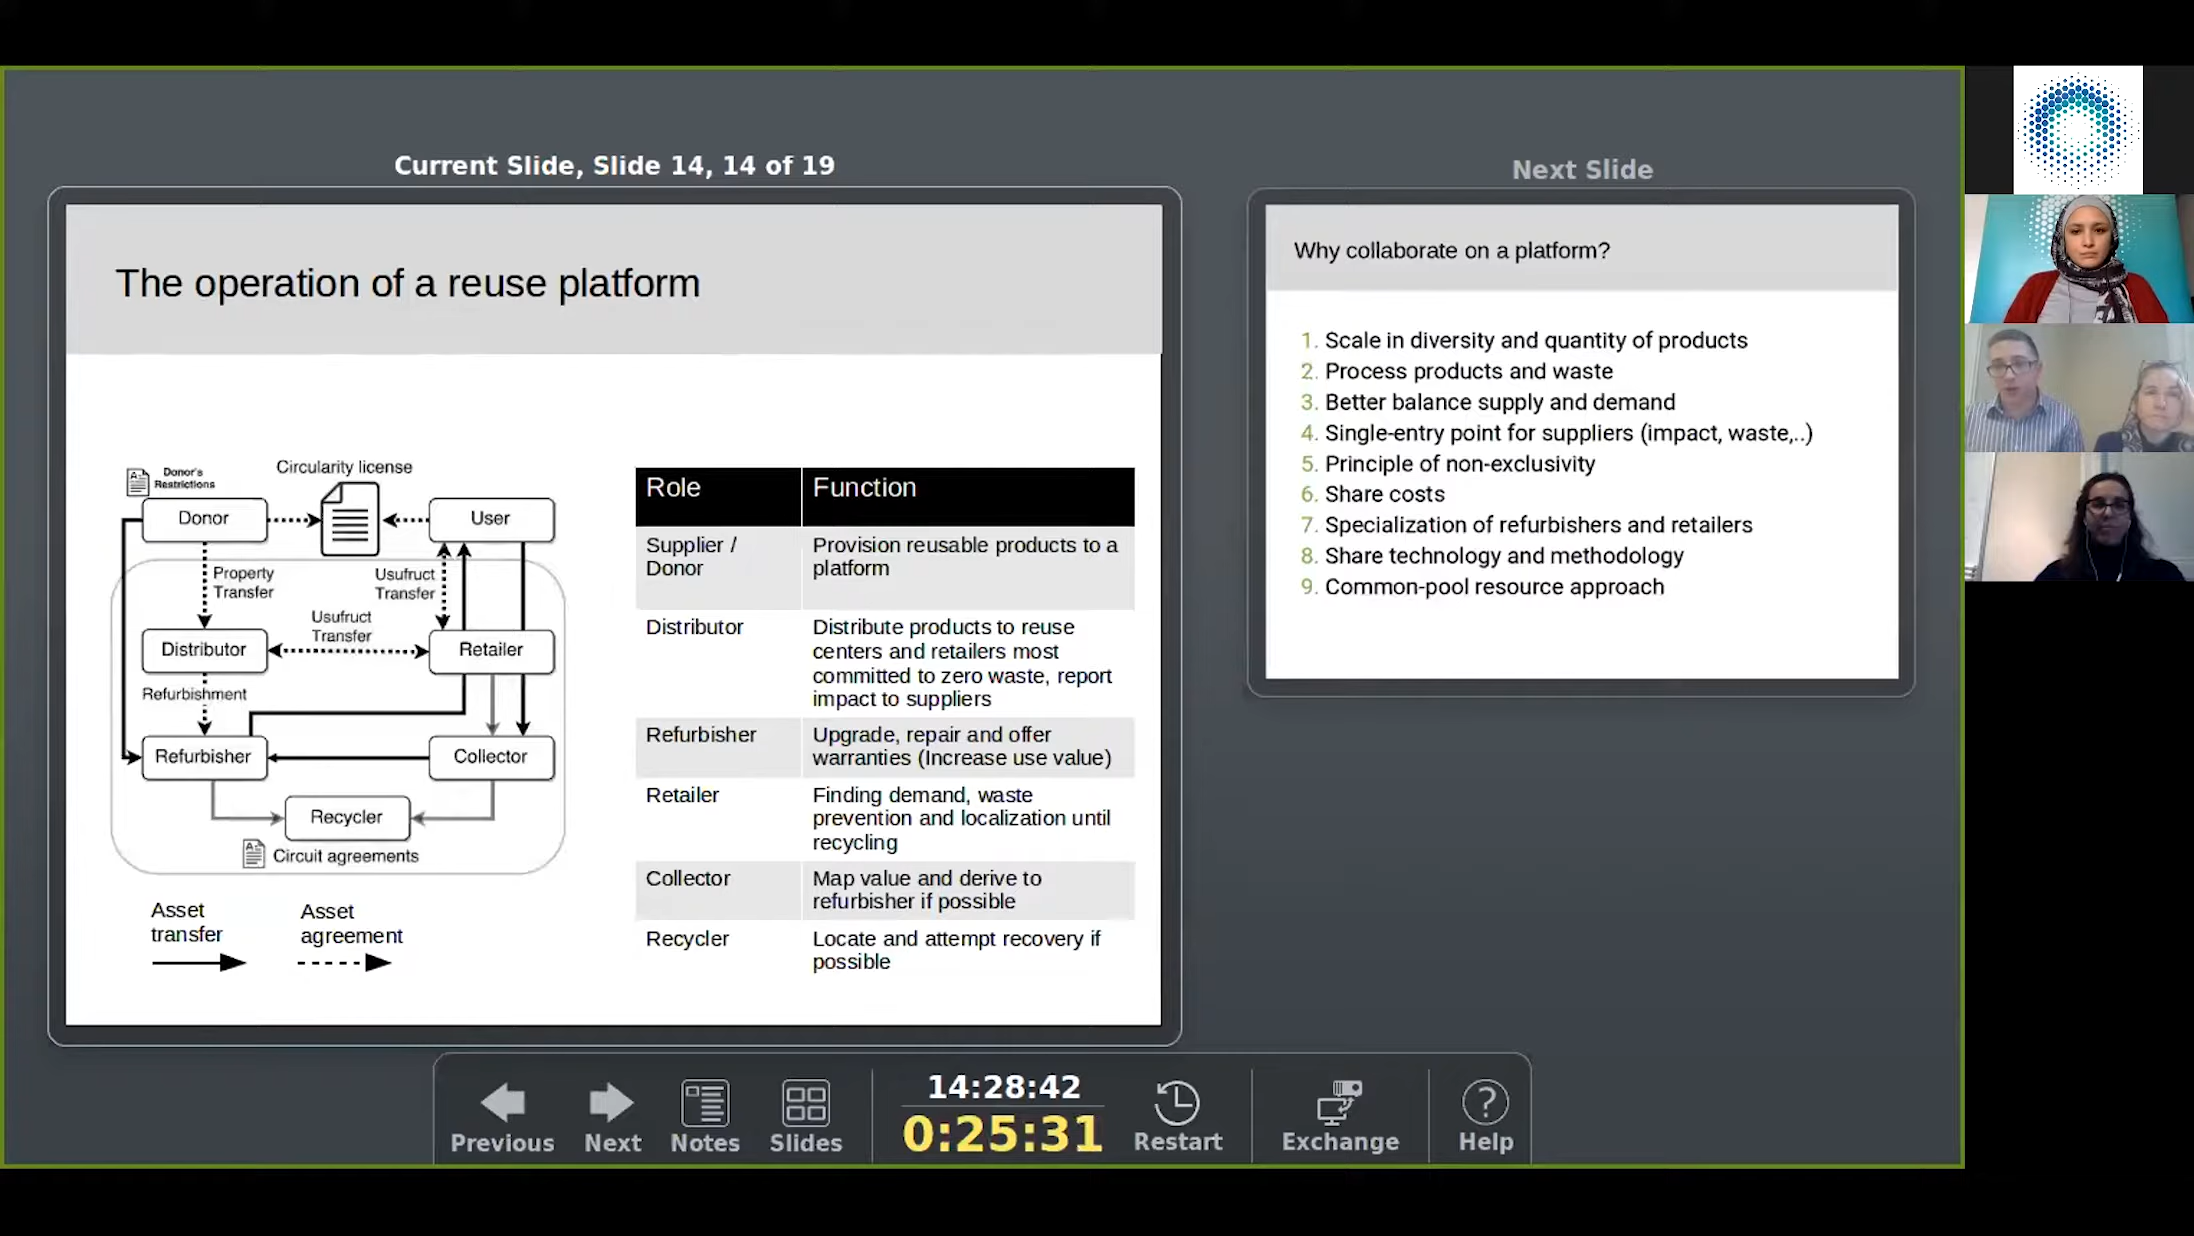 Current Slide, Slide 14, 14 of 19
The operation of a reuse platform
Donor's
Restrictions
Circularity license
Donor
User
Property
Transfer
Usufruct
Transfer
Usufruct
Transfer
Distributor
Retailer
Refurbishment
Refurbisher
Collector
Recycler
Circuit agreements
Asset
transfer
Asset
agreement
Role
Function
Supplier /
Donor
Provision reusable products to a
platform
Distributor
Distribute products to reuse
centers and retailers most
committed to zero waste, report
impact to suppliers
Refurbisher
Upgrade, repair and offer
warranties (Increase use value)
Retailer
Finding demand, waste
prevention and localization until
recycling
Collector
Map value and derive to
refurbisher if possible
Recycler
Locate and attempt recovery if
possible
Next Slide
Why collaborate on a platform?
1. Scale in diversity and quantity of products
2. Process products and waste
3. Better balance supply and demand
4. Single-entry point for suppliers (impact, waste,..)
5. Principle of non-exclusivity
6. Share costs
7. Specialization of refurbishers and retailers
8. Share technology and methodology
9. Common-pool resource approach
Previous
Next
Notes
Slides
14:28:42
0:25:31
Restart
Exchange
? Help